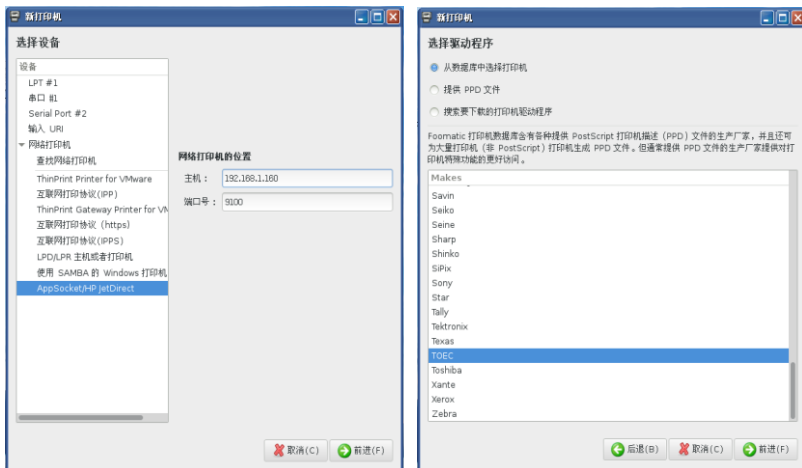 新打印机
选择设备
设备
LPT #1
串口 #1
Serial Port #2
输入 URI
网络打印机
查找网络打印机
ThinPrint Printer for VMware
互联网打印协议(IPP)
ThinPrint Gateway Printer for VM
互联网打印协议 (https)
互联网打印协议(IPPS)
LPD/LPR 主机或者打印机
使用 SAMBA 的 Windows 打印机
AppSocket/HP JetDirect
网络打印机的位置
主机： 192.168.1.160
端口号： 9100
取消(C) 前进(F)
新打印机
选择驱动程序
从数据库中选择打印机
提供 PPD 文件
搜索要下载的打印机驱动程序
Foomatic 打印机数据库含有各种提供 PostScript 打印机描述 (PPD) 文件的生产厂家，并且还可
为大量打印机 (非 PostScript) 打印机生成 PPD 文件。但通常提供 PPD 文件的生产厂家提供对打
印机特殊功能的更好访问。
Makes
Savin
Seiko
Seine
Sharp
Shinko
SiPix
Sony
Star
Tally
Tektronix
Texas
TOEC
Toshiba
Xante
Xerox
Zebra
后退(B) 取消(C) 前进(F)